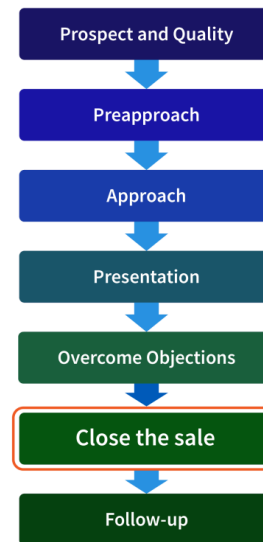 Prospect and Quality
Preapproach
Approach
Presentation
Overcome Objections
Close the sale
Follow-up